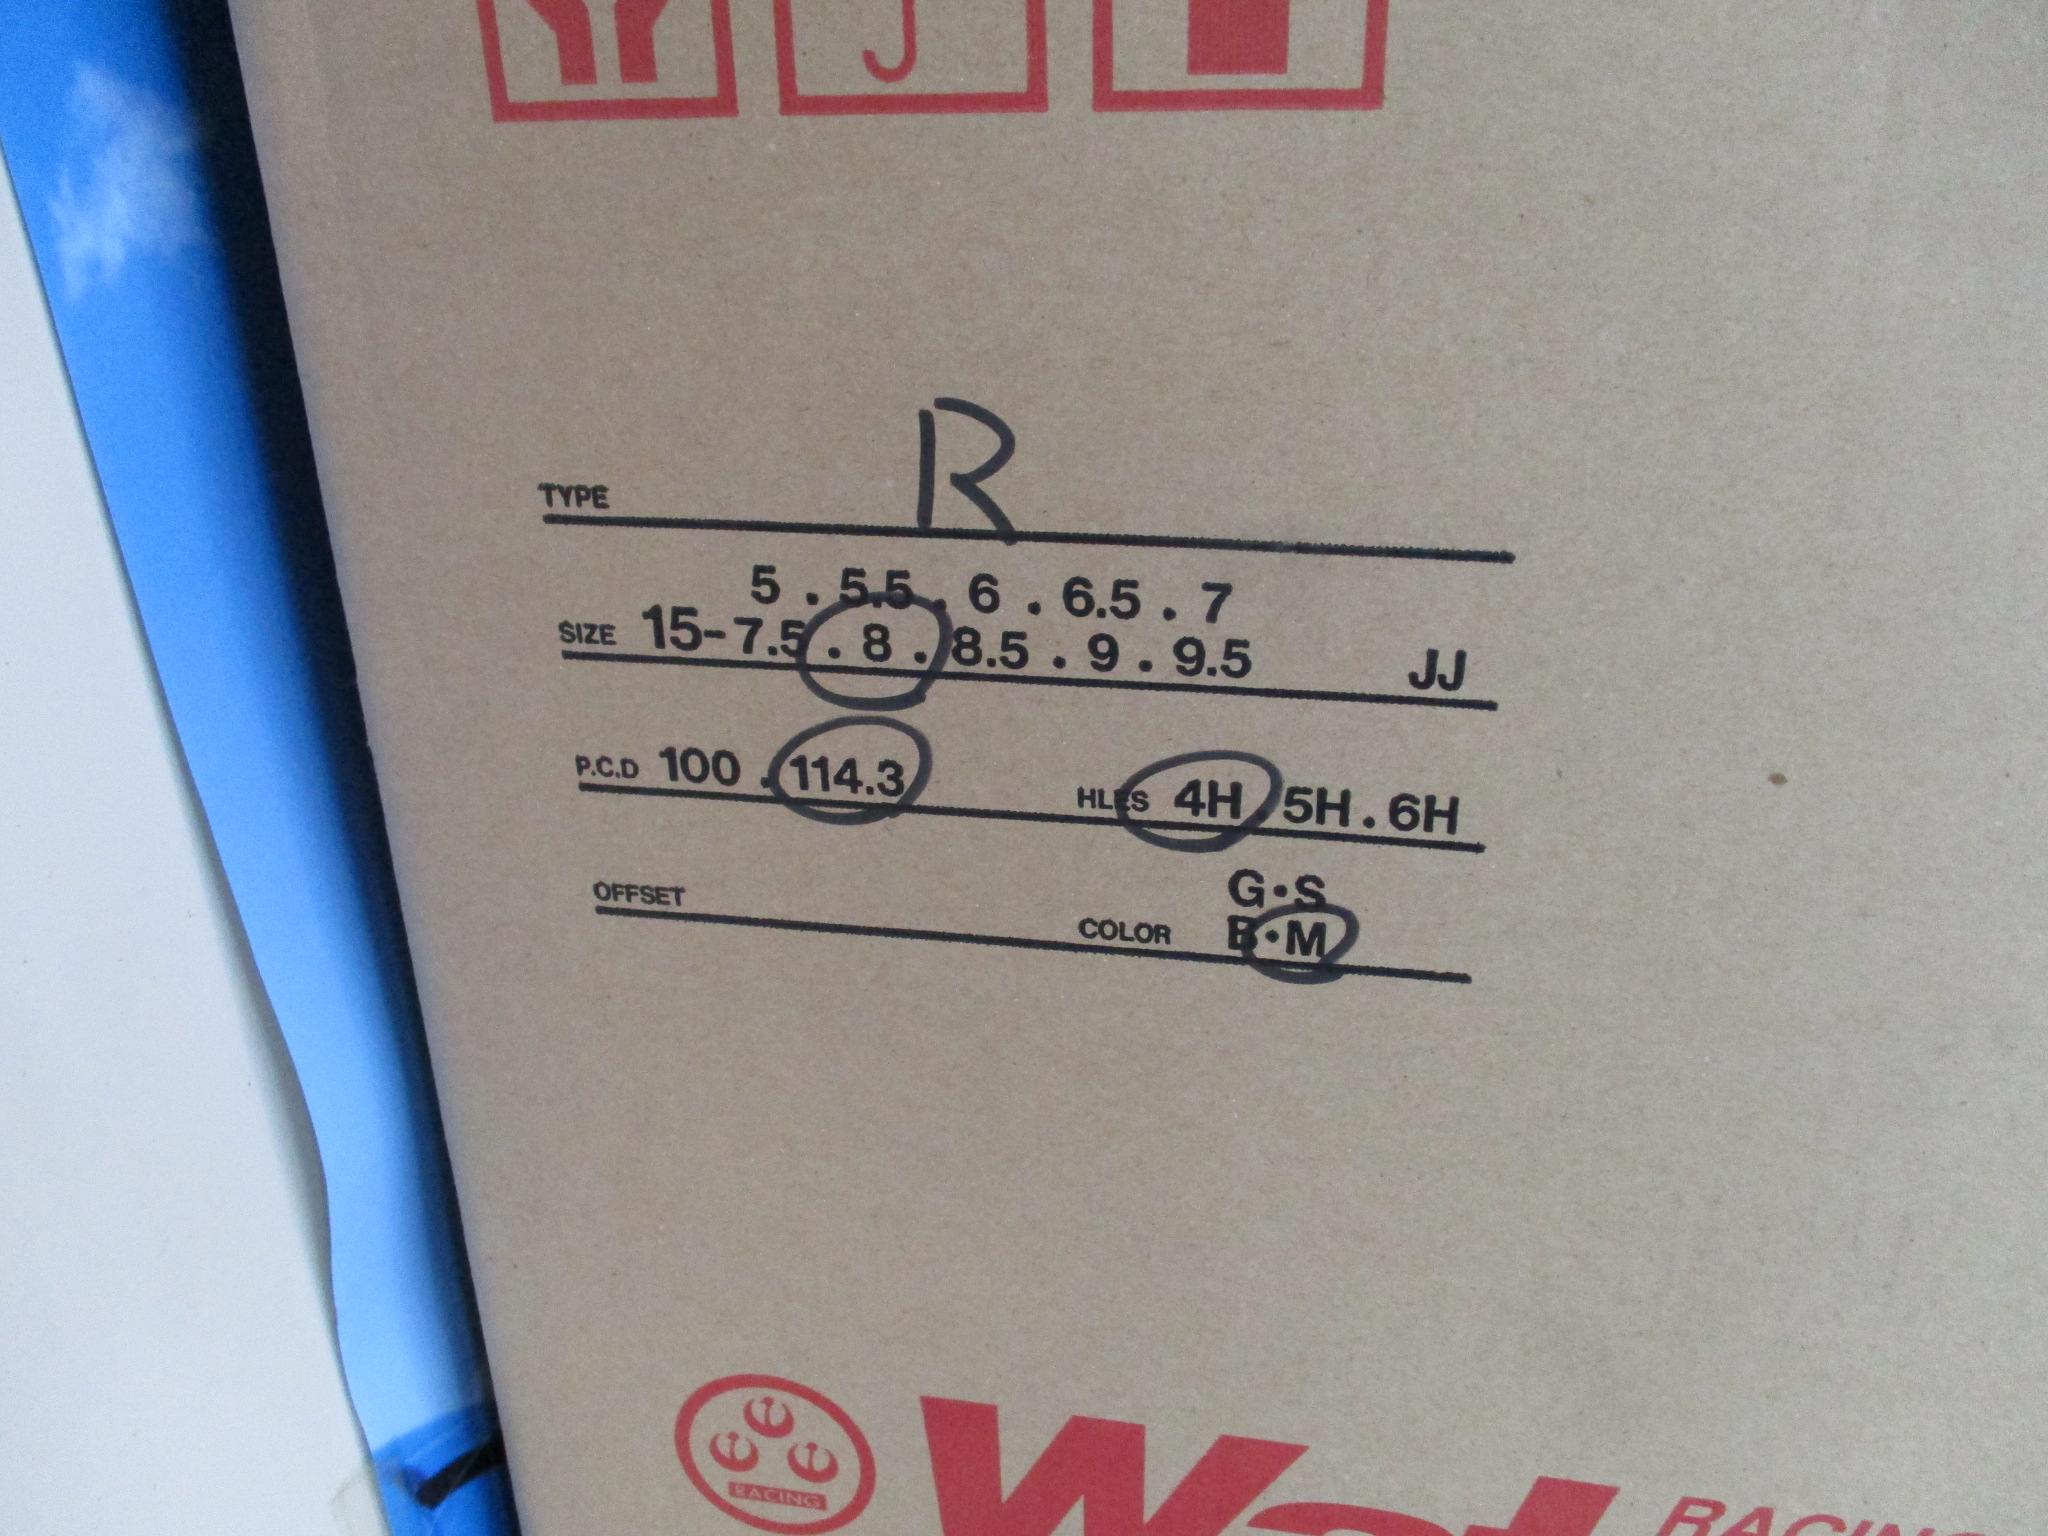 TYPE R
5 . 5.5 . 6 . 6.5 . 7
SIZE 15-7.5 . 8 . 8.5 . 9 . 9.5 JJ
P.C.D 100 . 114.3 HLES 4H 5H . 6H
G・S
OFFSET COLOR B・M
RACING
RACING